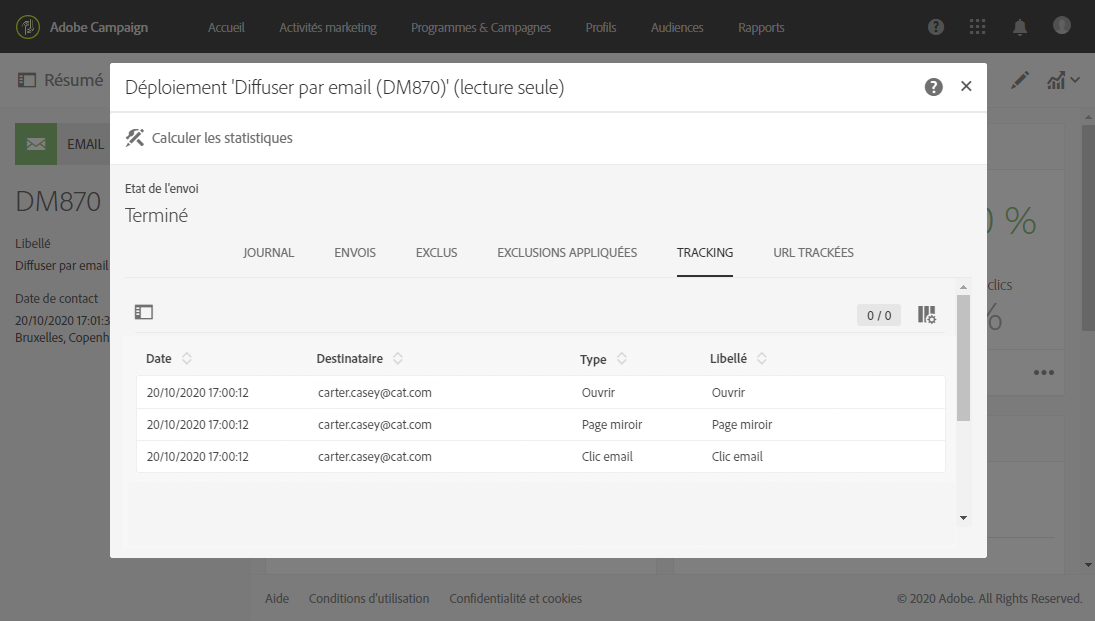 Adobe Campaign Accueil Activités marketing Programmes & Campagnes Profils Audiences Rapports
Résumé
Déploiement 'Diffuser par email (DM870)' (lecture seule)
Calculer les statistiques
EMAIL
DM870
Libellé
Diffuser par email
Date de contact
20/10/2020 17:01:3
Bruxelles, Copenh
Etat de l'envoi
Terminé
JOURNAL ENVOIS EXCLUS EXCLUSIONS APPLIQUÉES TRACKING URL TRACKÉES
0 / 0
Date Destinataire Type Libellé
20/10/2020 17:00:12 carter.casey@cat.com Ouvrir Ouvrir
20/10/2020 17:00:12 carter.casey@cat.com Page miroir Page miroir
20/10/2020 17:00:12 carter.casey@cat.com Clic email Clic email
%
clics
%
Aide Conditions d'utilisation Confidentialité et cookies © 2020 Adobe. All Rights Reserved.